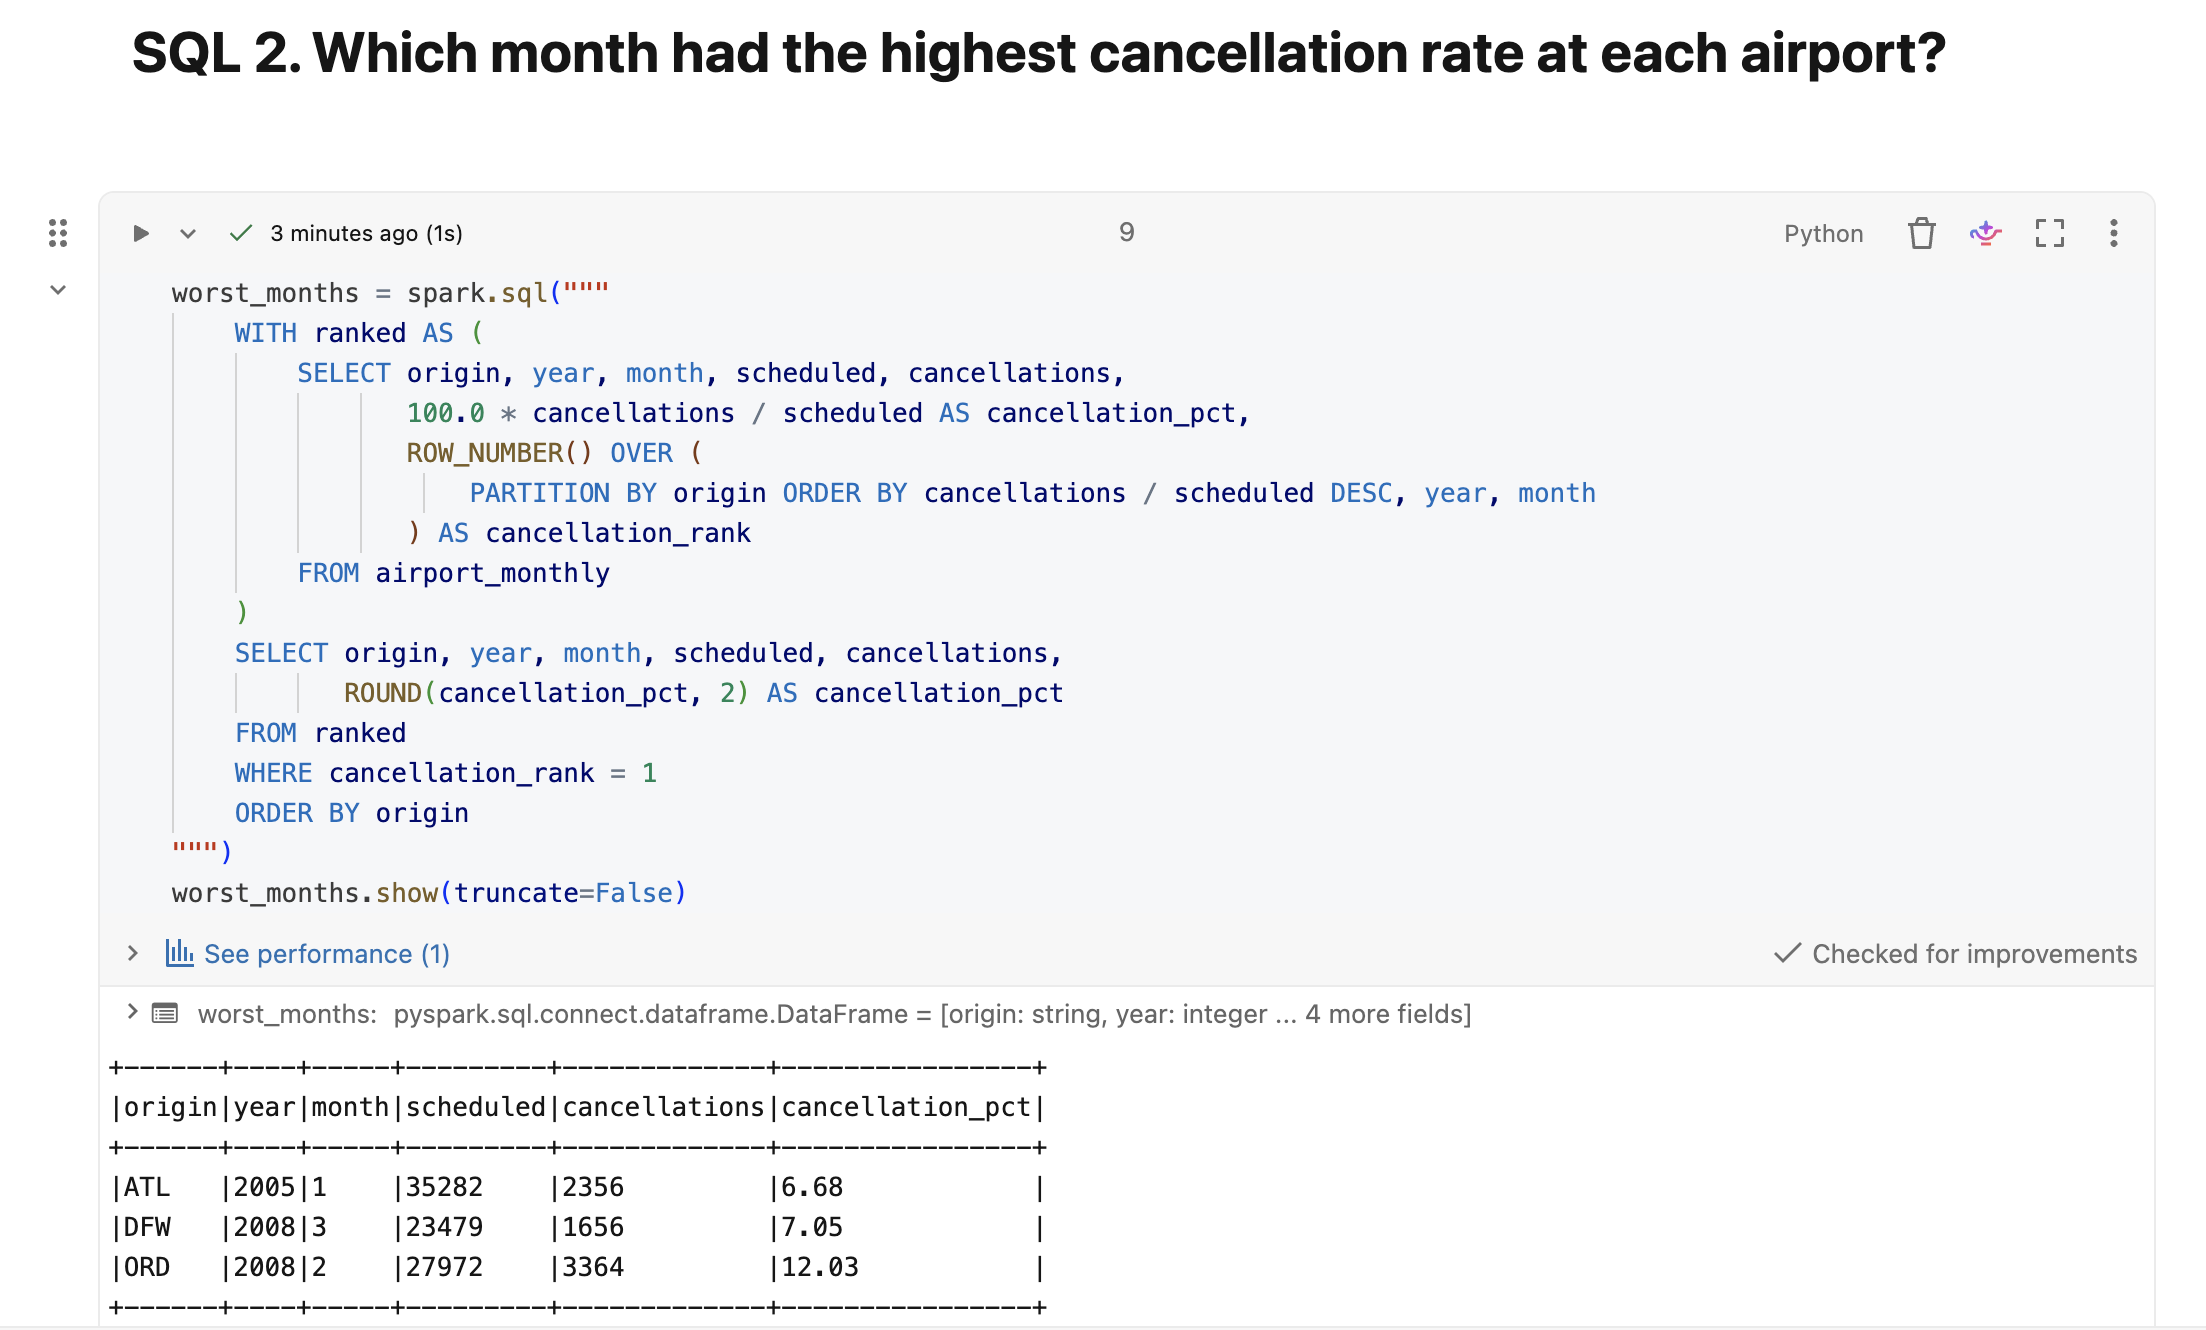 SQL 2. Which month had the highest cancellation rate at each airport?
3 minutes ago (1s)
9
Python
worst_months = spark.sql("""
    WITH ranked AS (
        SELECT origin, year, month, scheduled, cancellations,
               100.0 * cancellations / scheduled AS cancellation_pct,
               ROW_NUMBER() OVER (
                   PARTITION BY origin ORDER BY cancellations / scheduled DESC, year, month
               ) AS cancellation_rank
        FROM airport_monthly
    )
    SELECT origin, year, month, scheduled, cancellations,
           ROUND(cancellation_pct, 2) AS cancellation_pct
    FROM ranked
    WHERE cancellation_rank = 1
    ORDER BY origin
""")
worst_months.show(truncate=False)
See performance (1)
Checked for improvements
worst_months: pyspark.sql.connect.dataframe.DataFrame = [origin: string, year: integer ... 4 more fields]
+------+----+-----+---------+-------------+----------------+
|origin|year|month|scheduled|cancellations|cancellation_pct|
+------+----+-----+---------+-------------+----------------+
|ATL   |2005|1    |35282    |2356         |6.68            |
|DFW   |2008|3    |23479    |1656         |7.05            |
|ORD   |2008|2    |27972    |3364         |12.03           |
+------+----+-----+---------+-------------+----------------+